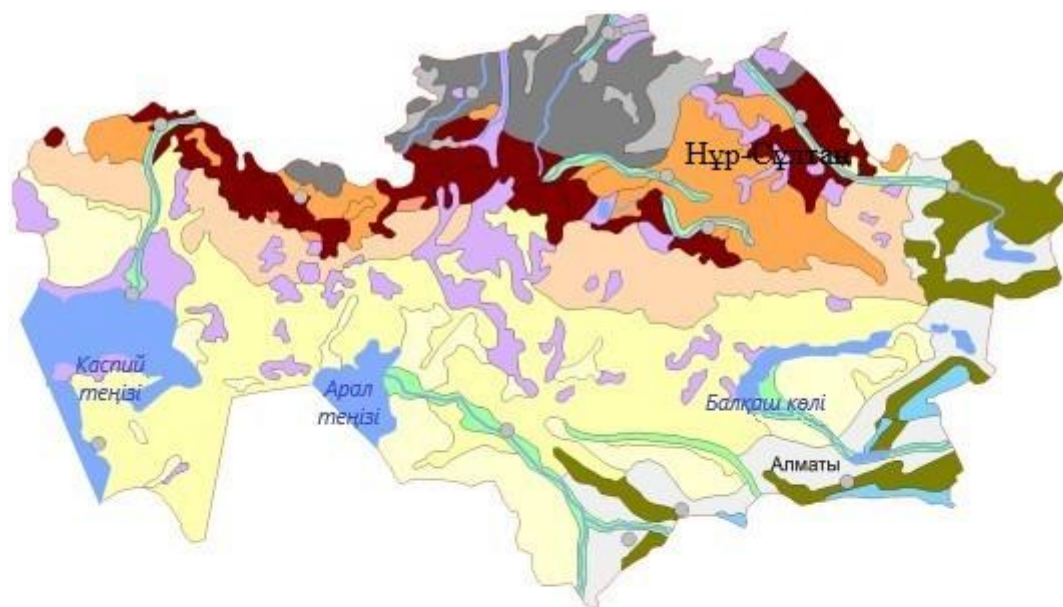 Нұр-Сұлтан
Каспий
теңізі
Арал
теңізі
Балқаш көлі
Алматы